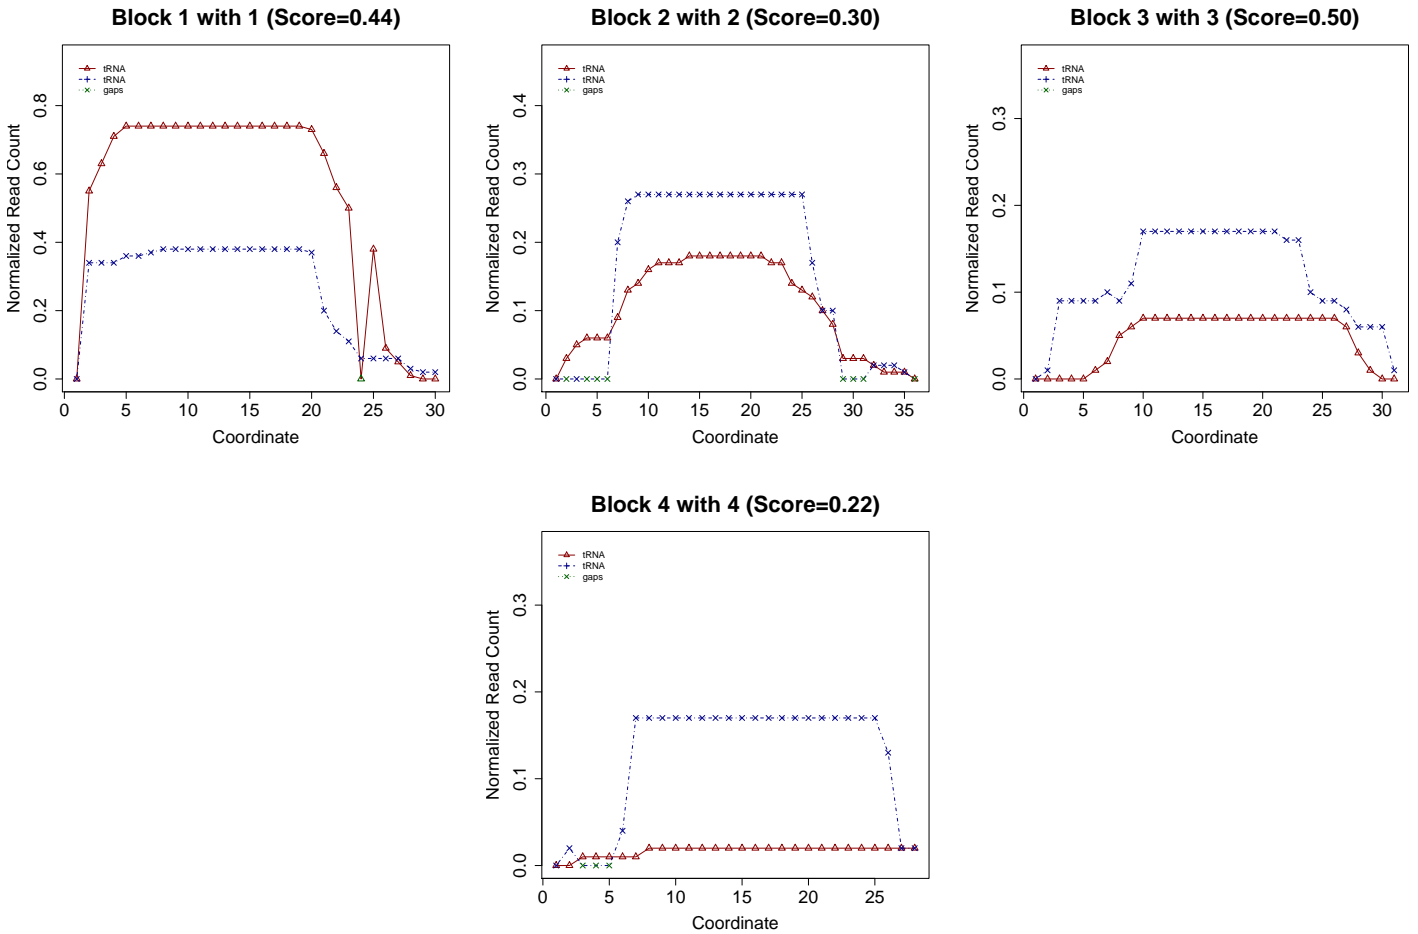 Block 1 with 1 (Score=0.44)
tRNA
tRNA
gaps
Normalized Read Count
0.0 0.2 0.4 0.6 0.8
0 5 10 15 20 25 30
Coordinate
Block 2 with 2 (Score=0.30)
tRNA
tRNA
gaps
Normalized Read Count
0.0 0.1 0.2 0.3 0.4
0 5 10 15 20 25 30 35
Coordinate
Block 3 with 3 (Score=0.50)
tRNA
tRNA
gaps
Normalized Read Count
0.0 0.1 0.2 0.3
0 5 10 15 20 25 30
Coordinate
Block 4 with 4 (Score=0.22)
tRNA
tRNA
gaps
Normalized Read Count
0.0 0.1 0.2 0.3
0 5 10 15 20 25
Coordinate